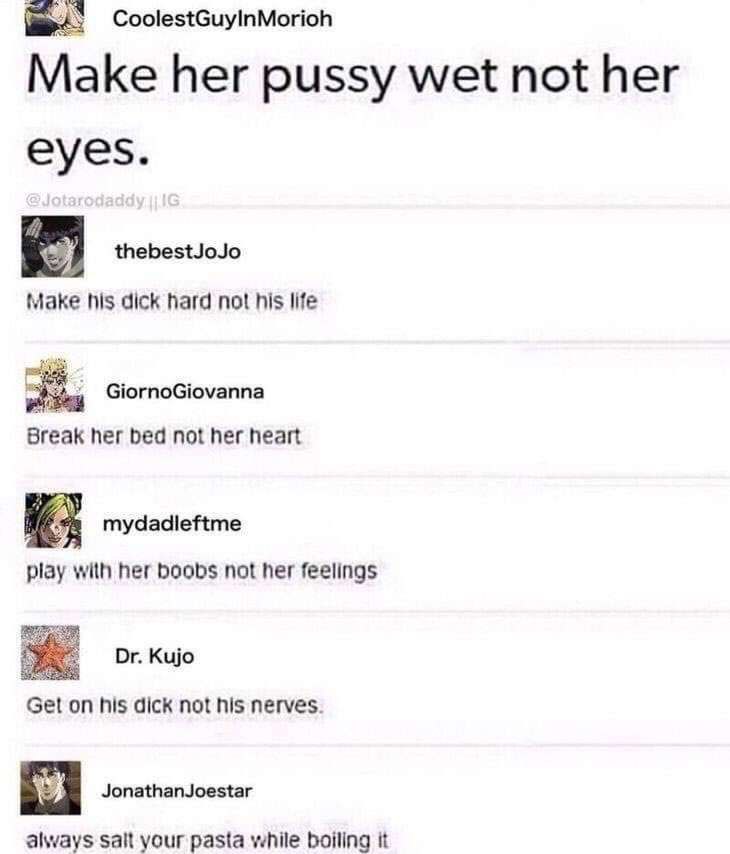 CoolestGuyInMorioh
Make her pussy wet not her
eyes.
@Jotarodaddy || IG
thebestJoJo
Make his dick hard not his life
GiornoGiovanna
Break her bed not her heart
mydadleftme
play with her boobs not her feelings
Dr. Kujo
Get on his dick not his nerves.
JonathanJoestar
always salt your pasta while boiling it